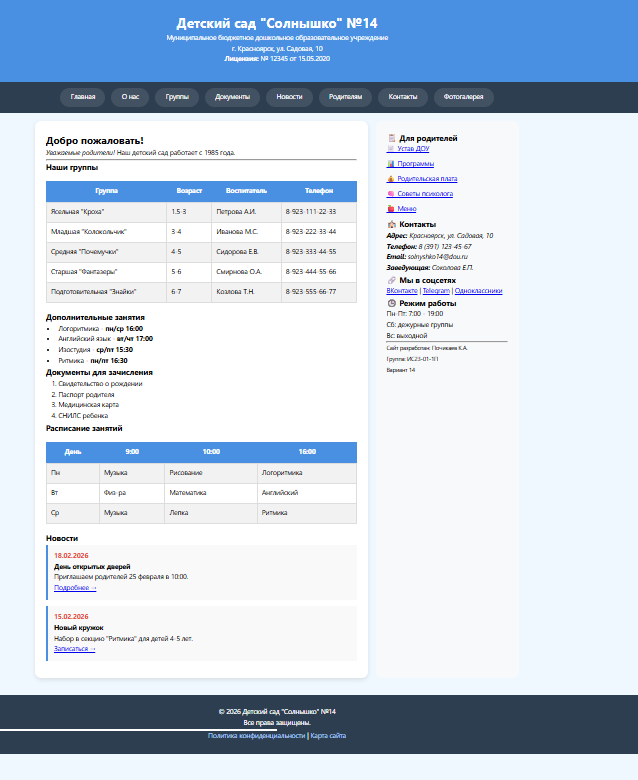 Детский сад "Солнышко" №14
Муниципальное бюджетное дошкольное образовательное учреждение
г. Красноярск, ул. Садовая, 10
Лицензия: № 12345 от 15.05.2020
Главная О нас Группы Документы Новости Родителям Контакты Фотогалерея
Добро пожаловать!
Уважаемые родители! Наш детский сад работает с 1985 года.
Наши группы
Группа Возраст Воспитатель Телефон
Ясельная "Кроха" 1.5-3 Петрова А.И. 8-923-111-22-33
Младшая "Колокольчик" 3-4 Иванова М.С. 8-923-222-33-44
Средняя "Почемучки" 4-5 Сидорова Е.В. 8-923-333-44-55
Старшая "Фантазеры" 5-6 Смирнова О.А. 8-923-444-55-66
Подготовительная "Знайки" 6-7 Козлова Т.Н. 8-923-555-66-77
Дополнительные занятия
Логоритмика - пн/ср 16:00
Английский язык - вт/чт 17:00
Изостудия - ср/пт 15:30
Ритмика - пн/пт 16:30
Документы для зачисления
1. Свидетельство о рождении
2. Паспорт родителя
3. Медицинская карта
4. СНИЛС ребенка
Расписание занятий
День 9:00 10:00 16:00
Пн Музыка Рисование Логоритмика
Вт Физ-ра Математика Английский
Ср Музыка Лепка Ритмика
Новости
18.02.2026
День открытых дверей
Приглашаем родителей 25 февраля в 10:00.
Подробнее →
15.02.2026
Новый кружок
Набор в секцию "Ритмика" для детей 4-5 лет.
Записаться →
Для родителей
Устав ДОУ
Программы
Родительская плата
Советы психолога
Меню
Контакты
Адрес: Красноярск, ул. Садовая, 10
Телефон: 8 (391) 123-45-67
Email: solnyshko14@dou.ru
Заведующая: Соколова Е.П.
Мы в соцсетях
ВКонтакте | Telegram | Одноклассники
Режим работы
Пн-Пт: 7:00 - 19:00
Сб: дежурные группы
Вс: выходной
Сайт разработан: Почикаев К.А.
Группа: ИС23-01-1П
Вариант 14
© 2026 Детский сад "Солнышко" №14
Все права защищены.
Политика конфиденциальности | Карта сайта